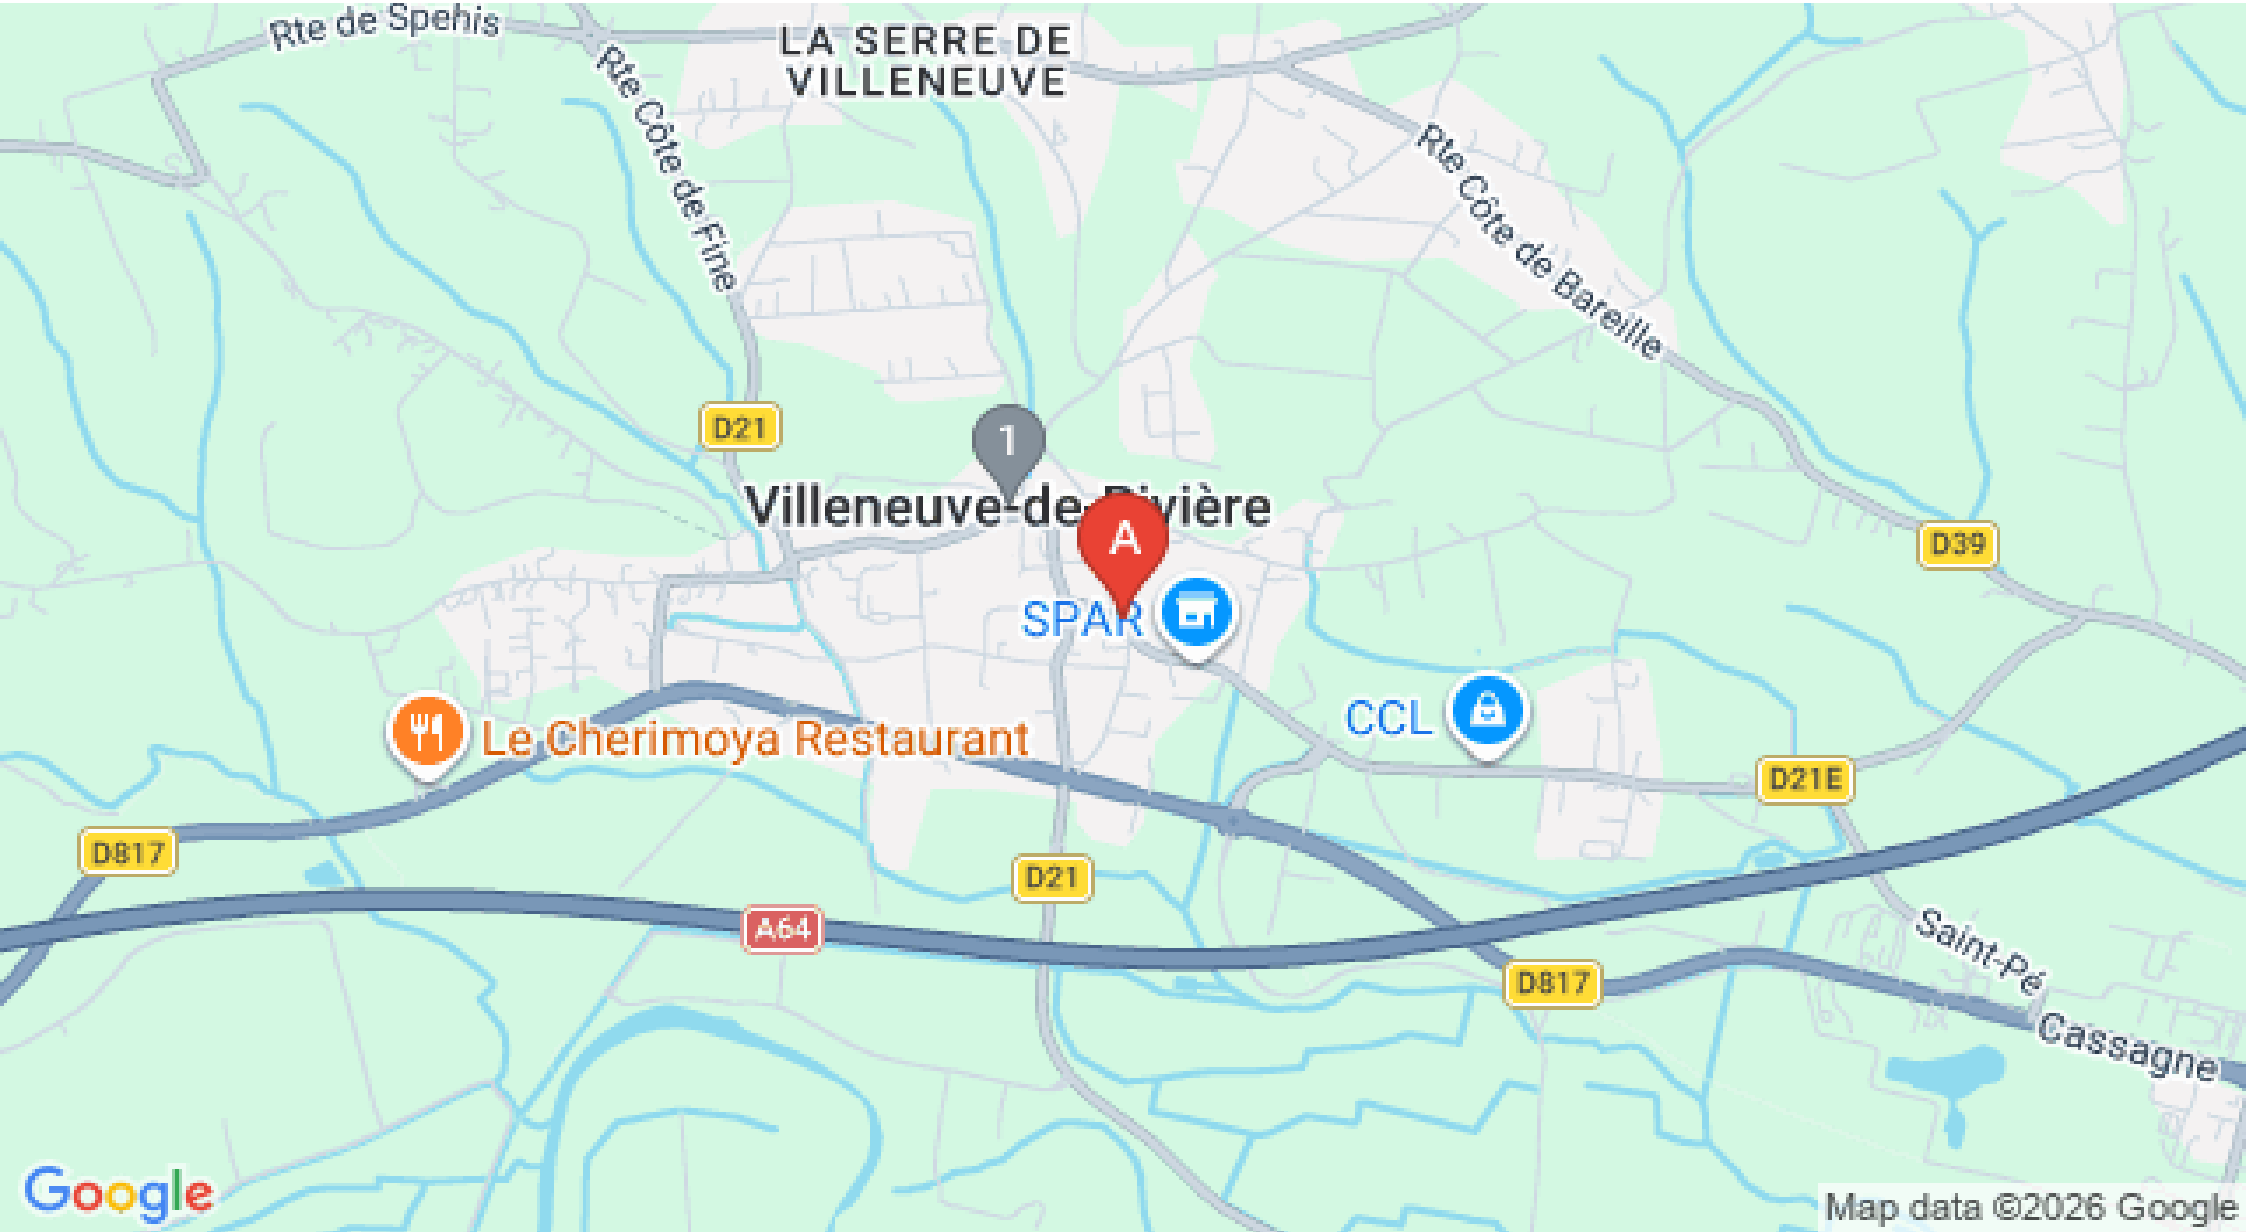 Rte de Spehis
LA SERRE DE
VILLENEUVE
Rte Côte de Fine
Rte Côte de Bareille
D21
1
Villeneuve-de-Rivière
A
D39
SPAR
CCL
Le Cherimoya Restaurant
D21E
D817
D21
A64
Saint-Pé
D817
Cassagne
Google
Map data ©2026 Google